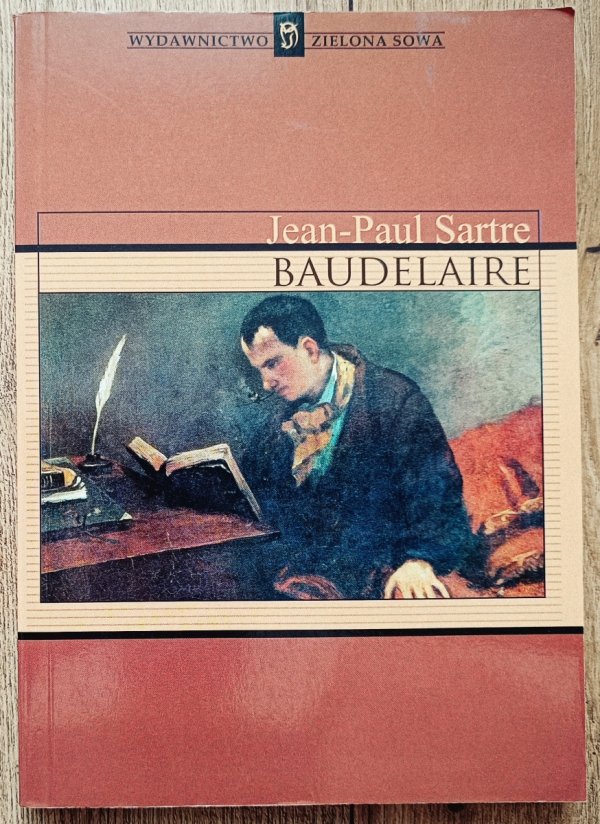 WYDAWNICTWO ZIELONA SOWA
Jean-Paul Sartre
BAUDELAIRE